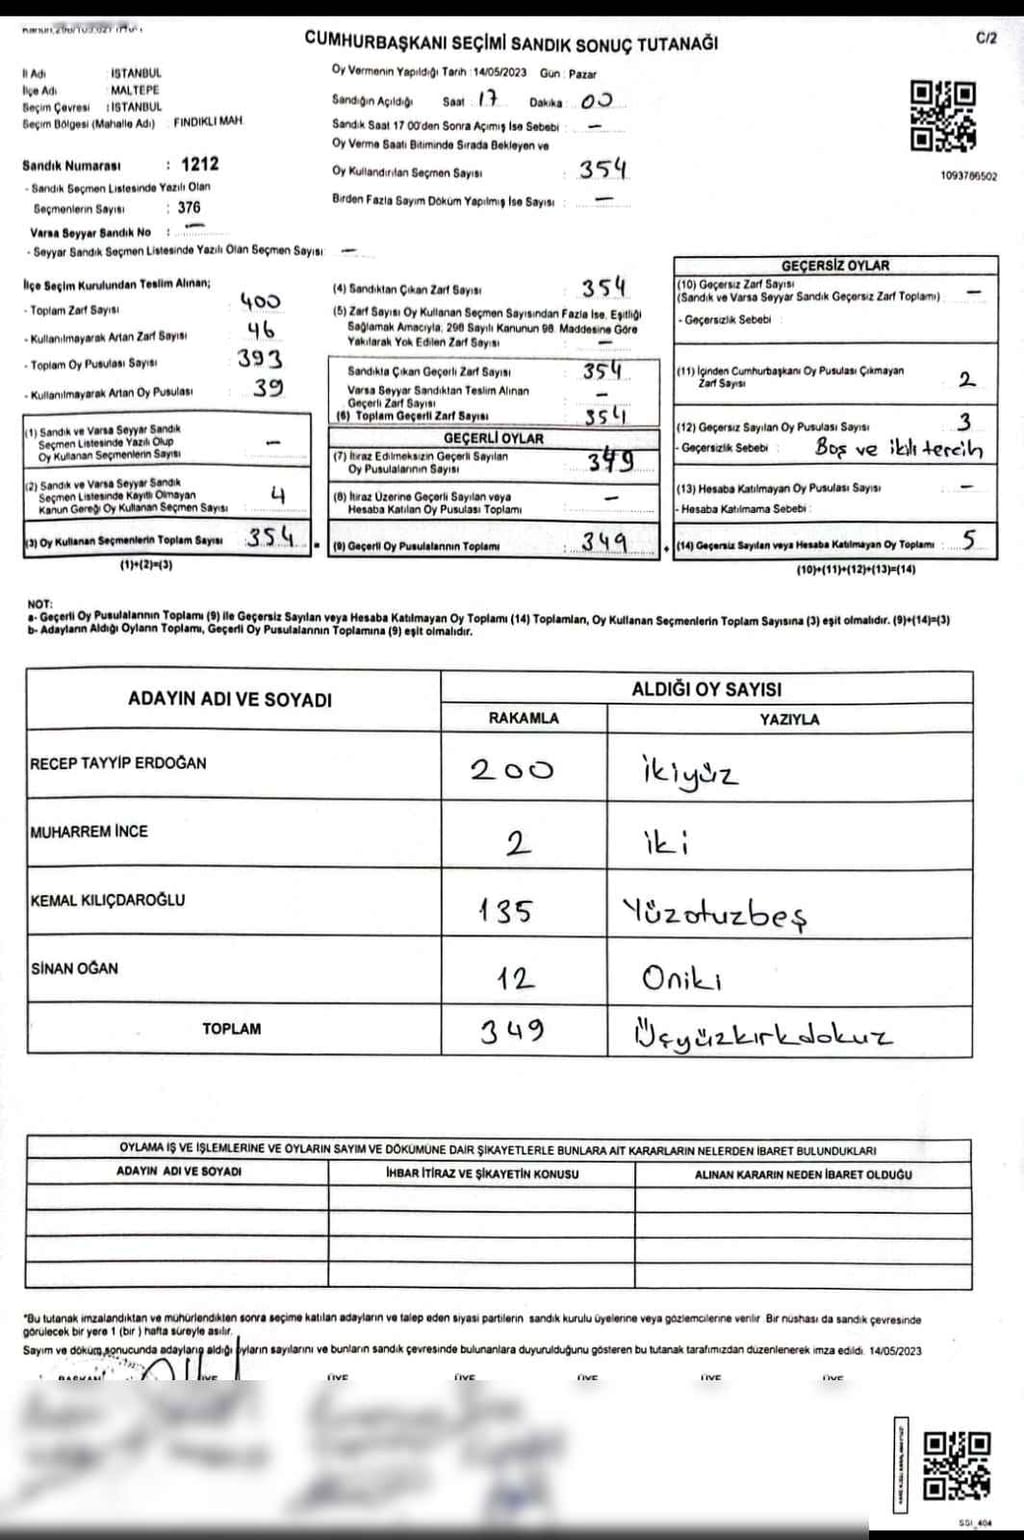 CUMHURBAŞKANI SEÇİMİ SANDIK SONUÇ TUTANAĞI
C/2
İl Adı : İSTANBUL
İlçe Adı : MALTEPE
Seçim Çevresi : İSTANBUL
Seçim Bölgesi (Mahalle Adı) : FINDIKLI MAH.
Sandık Numarası : 1212
- Sandık Seçmen Listesinde Yazılı Olan
Seçmenlerin Sayısı : 376
Varsa Seyyar Sandık No : —
- Seyyar Sandık Seçmen Listesinde Yazılı Olan Seçmen Sayısı : —
Oy Vermenin Yapıldığı Tarih : 14/05/2023 Gün : Pazar
Sandığın Açıldığı Saat : 17 Dakika : 00
Sandık Saat 17 00'den Sonra Açımış İse Sebebi : —
Oy Verme Saati Bitiminde Sırada Bekleyen ve
Oy Kullandırılan Seçmen Sayısı : 354
Birden Fazla Sayım Döküm Yapılmış İse Sayısı : —
1093786502
İlçe Seçim Kurulundan Teslim Alınan;
- Toplam Zarf Sayısı : 400
- Kullanılmayarak Artan Zarf Sayısı : 46
- Toplam Oy Pusulası Sayısı : 393
- Kullanılmayarak Artan Oy Pusulası : 39
(1) Sandık ve Varsa Seyyar Sandık
Seçmen Listesinde Yazılı Olup
Oy Kullanan Seçmenlerin Sayısı : —
(2) Sandık ve Varsa Seyyar Sandık
Seçmen Listesinde Kayıtlı Olmayan
Kanun Gereği Oy Kullanan Seçmen Sayısı : 4
(3) Oy Kullanan Seçmenlerin Toplam Sayısı : 354
(1)+(2)=(3)
(4) Sandıktan Çıkan Zarf Sayısı : 354
(5) Zarf Sayısı Oy Kullanan Seçmen Sayısından Fazla İse, Eşitliği
Sağlamak Amacıyla, 298 Sayılı Kanunun 98. Maddesine Göre
Yakılarak Yok Edilen Zarf Sayısı : —
Sandıkta Çıkan Geçerli Zarf Sayısı : 354
Varsa Seyyar Sandıktan Teslim Alınan
Geçerli Zarf Sayısı : —
(6) Toplam Geçerli Zarf Sayısı : 354
GEÇERLİ OYLAR
(7) İtiraz Edilmeksizin Geçerli Sayılan
Oy Pusulalarının Sayısı : 349
(8) İtiraz Üzerine Geçerli Sayılan veya
Hesaba Katılan Oy Pusulası Toplamı : —
(9) Geçerli Oy Pusulalarının Toplamı : 349
GEÇERSİZ OYLAR
(10) Geçersiz Zarf Sayısı
(Sandık ve Varsa Seyyar Sandık Geçersiz Zarf Toplamı) : —
- Geçersizlik Sebebi :
(11) İçinden Cumhurbaşkanı Oy Pusulası Çıkmayan
Zarf Sayısı : 2
(12) Geçersiz Sayılan Oy Pusulası Sayısı : 3
- Geçersizlik Sebebi : Boş ve ikili tercih
(13) Hesaba Katılmayan Oy Pusulası Sayısı : —
- Hesaba Katılmama Sebebi :
(14) Geçersiz Sayılan veya Hesaba Katılmayan Oy Toplamı : 5
(10)+(11)+(12)+(13)=(14)
NOT:
a- Geçerli Oy Pusulalarının Toplamı (9) ile Geçersiz Sayılan veya Hesaba Katılmayan Oy Toplamı (14) Toplamları, Oy Kullanan Seçmenlerin Toplam Sayısına (3) eşit olmalıdır. (9)+(14)=(3)
b- Adayların Aldığı Oyların Toplamı, Geçerli Oy Pusulalarının Toplamına (9) eşit olmalıdır.
ADAYIN ADI VE SOYADI
ALDIĞI OY SAYISI
RAKAMLA YAZIYLA
RECEP TAYYİP ERDOĞAN 200 ikiyüz
MUHARREM İNCE 2 iki
KEMAL KILIÇDAROĞLU 135 Yüzotuzbeş
SİNAN OĞAN 12 Oniki
TOPLAM 349 Üçyüzkırkdokuz
OYLAMA İŞ VE İŞLEMLERİNE VE OYLARIN SAYIM VE DÖKÜMÜNE DAİR ŞİKAYETLERLE BUNLARA AİT KARARLARIN NELERDEN İBARET BULUNDUKLARI
ADAYIN ADI VE SOYADI İHBAR İTİRAZ VE ŞİKAYETİN KONUSU ALINAN KARARIN NEDEN İBARET OLDUĞU
*Bu tutanak imzalandıktan ve mühürlendikten sonra seçime katılan adayların ve talep eden siyasi partilerin sandık kurulu üyelerine veya gözlemcilerine verilir. Bir nüshası da sandık çevresinde
görülecek bir yere 1 (bir) hafta süreyle asılır.
Sayım ve döküm sonucunda adayların aldığı oyların sayılarını ve bunların sandık çevresinde bulunanlara duyurulduğunu gösteren bu tutanak tarafımızdan düzenlenerek imza edildi. 14/05/2023
BAŞKAN ÜYE ÜYE ÜYE ÜYE ÜYE ÜYE